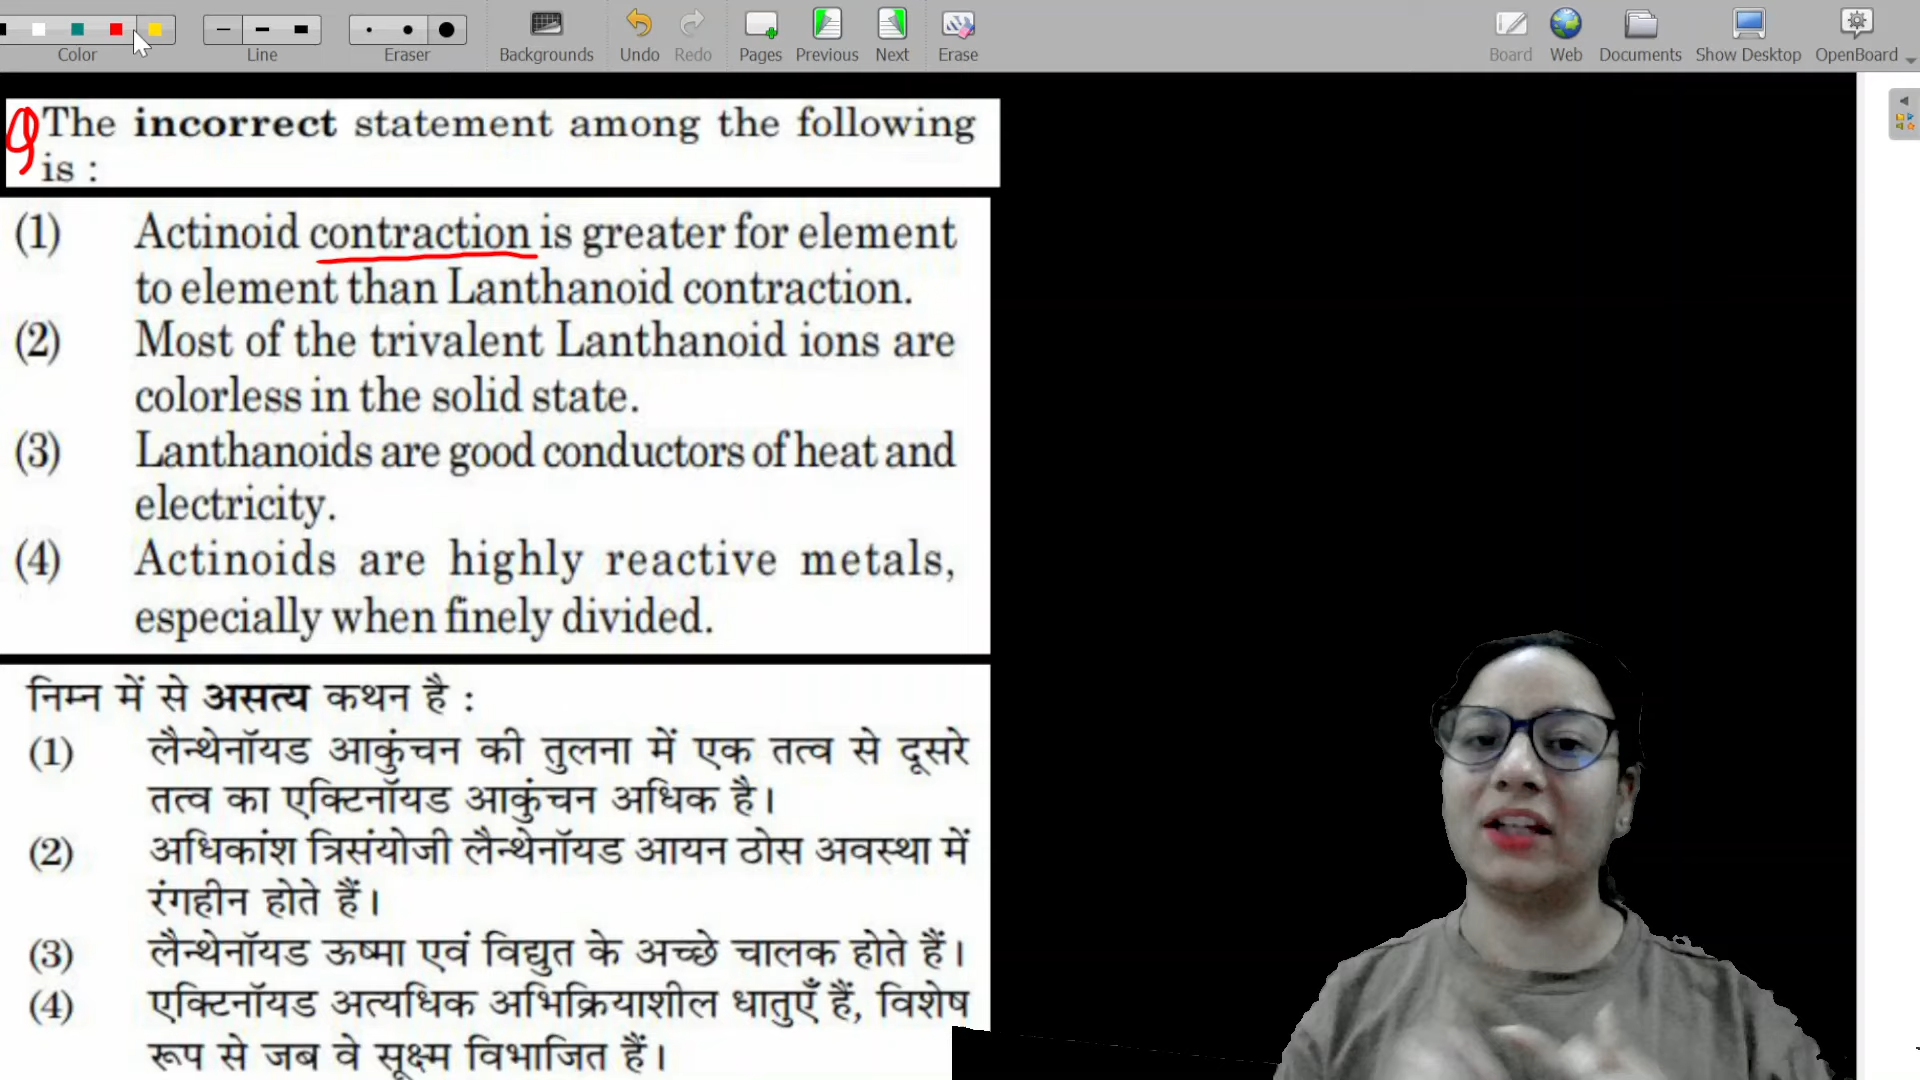 Color
Line
Eraser
Backgrounds
Undo
Redo
Pages
Previous
Next
Erase
Board
Web
Documents
Show Desktop
OpenBoard
Q The incorrect statement among the following
is :
(1) Actinoid contraction is greater for element
to element than Lanthanoid contraction.
(2) Most of the trivalent Lanthanoid ions are
colorless in the solid state.
(3) Lanthanoids are good conductors of heat and
electricity.
(4) Actinoids are highly reactive metals,
especially when finely divided.
निम्न में से असत्य कथन है :
(1) लैन्थेनॉयड आकुंचन की तुलना में एक तत्व से दूसरे
तत्व का एक्टिनॉयड आकुंचन अधिक है।
(2) अधिकांश त्रिसंयोजी लैन्थेनॉयड आयन ठोस अवस्था में
रंगहीन होते हैं।
(3) लैन्थेनॉयड ऊष्मा एवं विद्युत के अच्छे चालक होते हैं।
(4) एक्टिनॉयड अत्यधिक अभिक्रियाशील धातुएँ हैं, विशेष
रूप से जब वे सूक्ष्म विभाजित हैं।